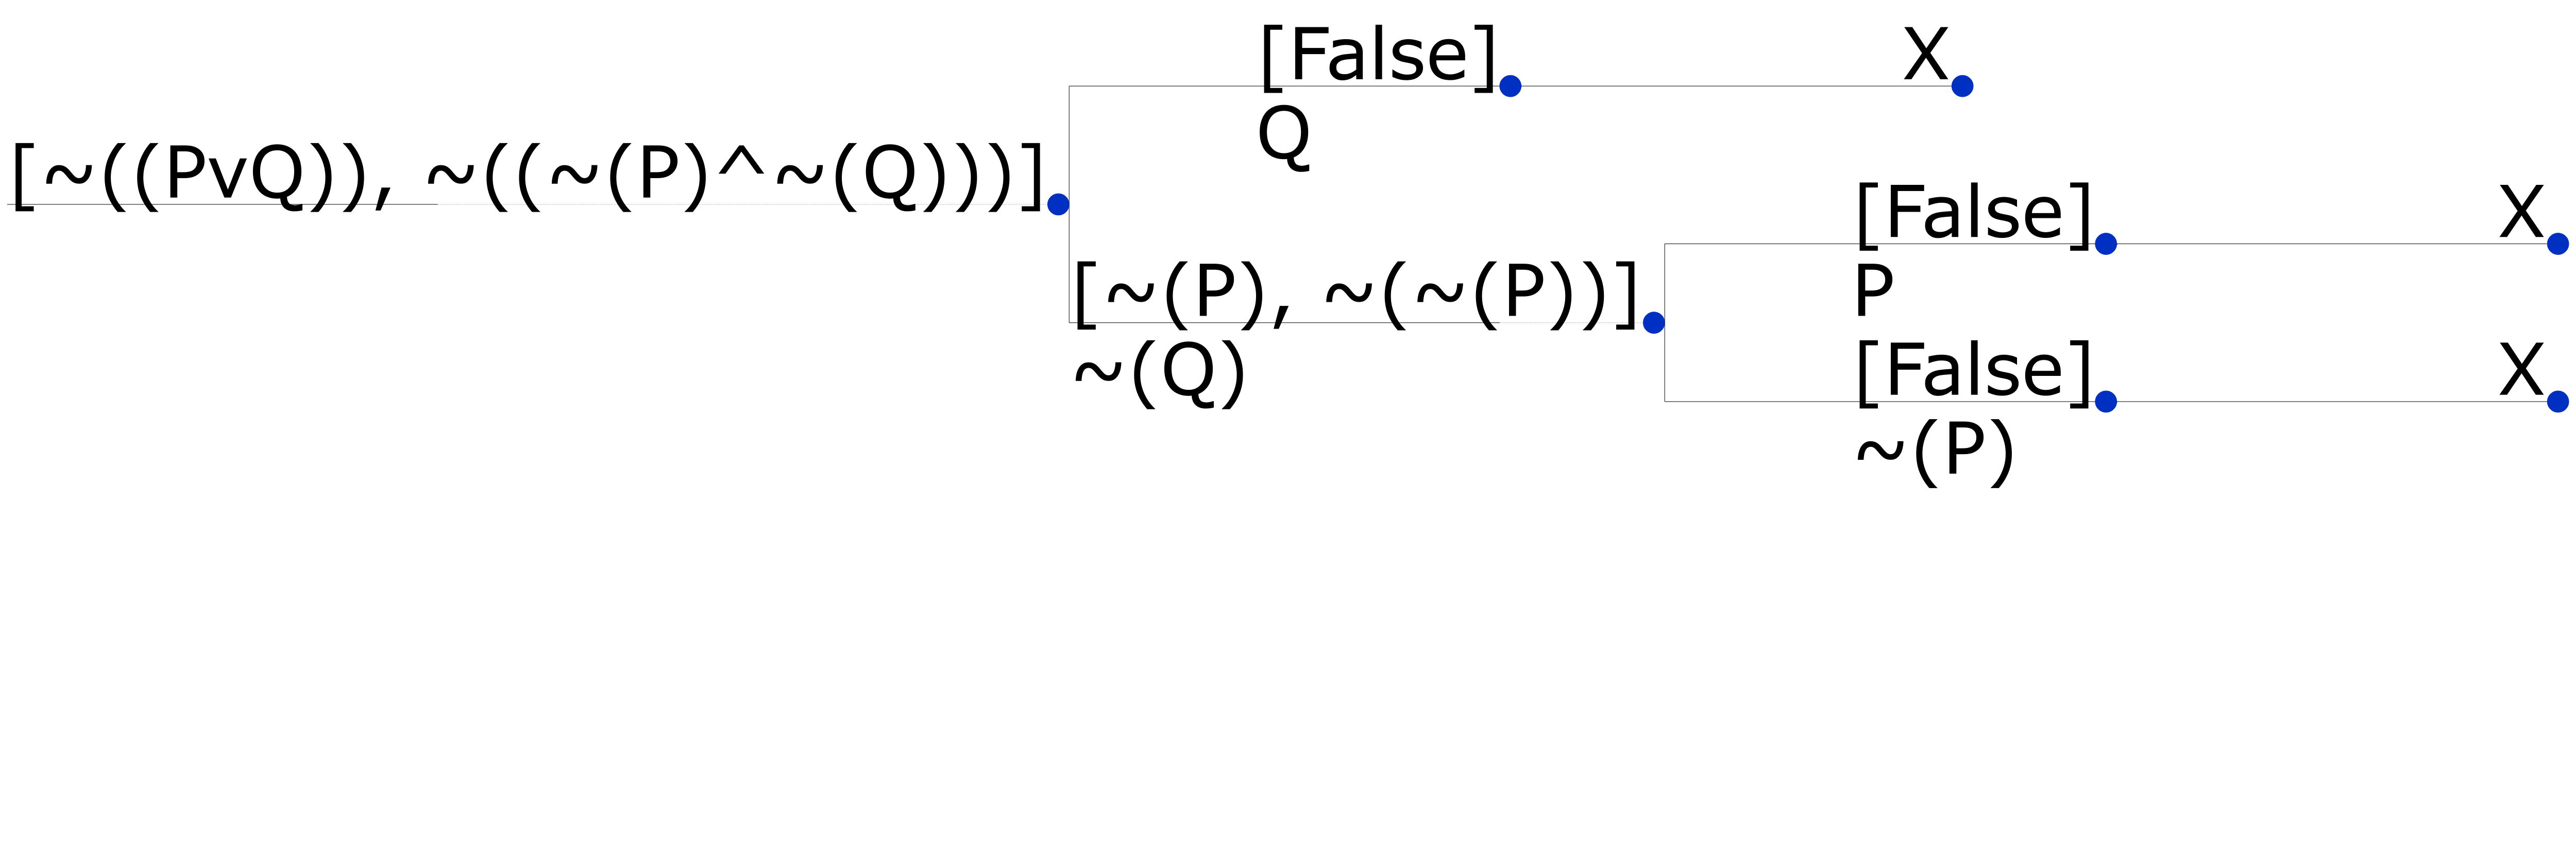 [False]
X
Q
[~((PvQ)), ~((~(P)^~(Q)))]
[False]
X
[~(P), ~(~(P))]
P
~(Q)
[False]
X
~(P)